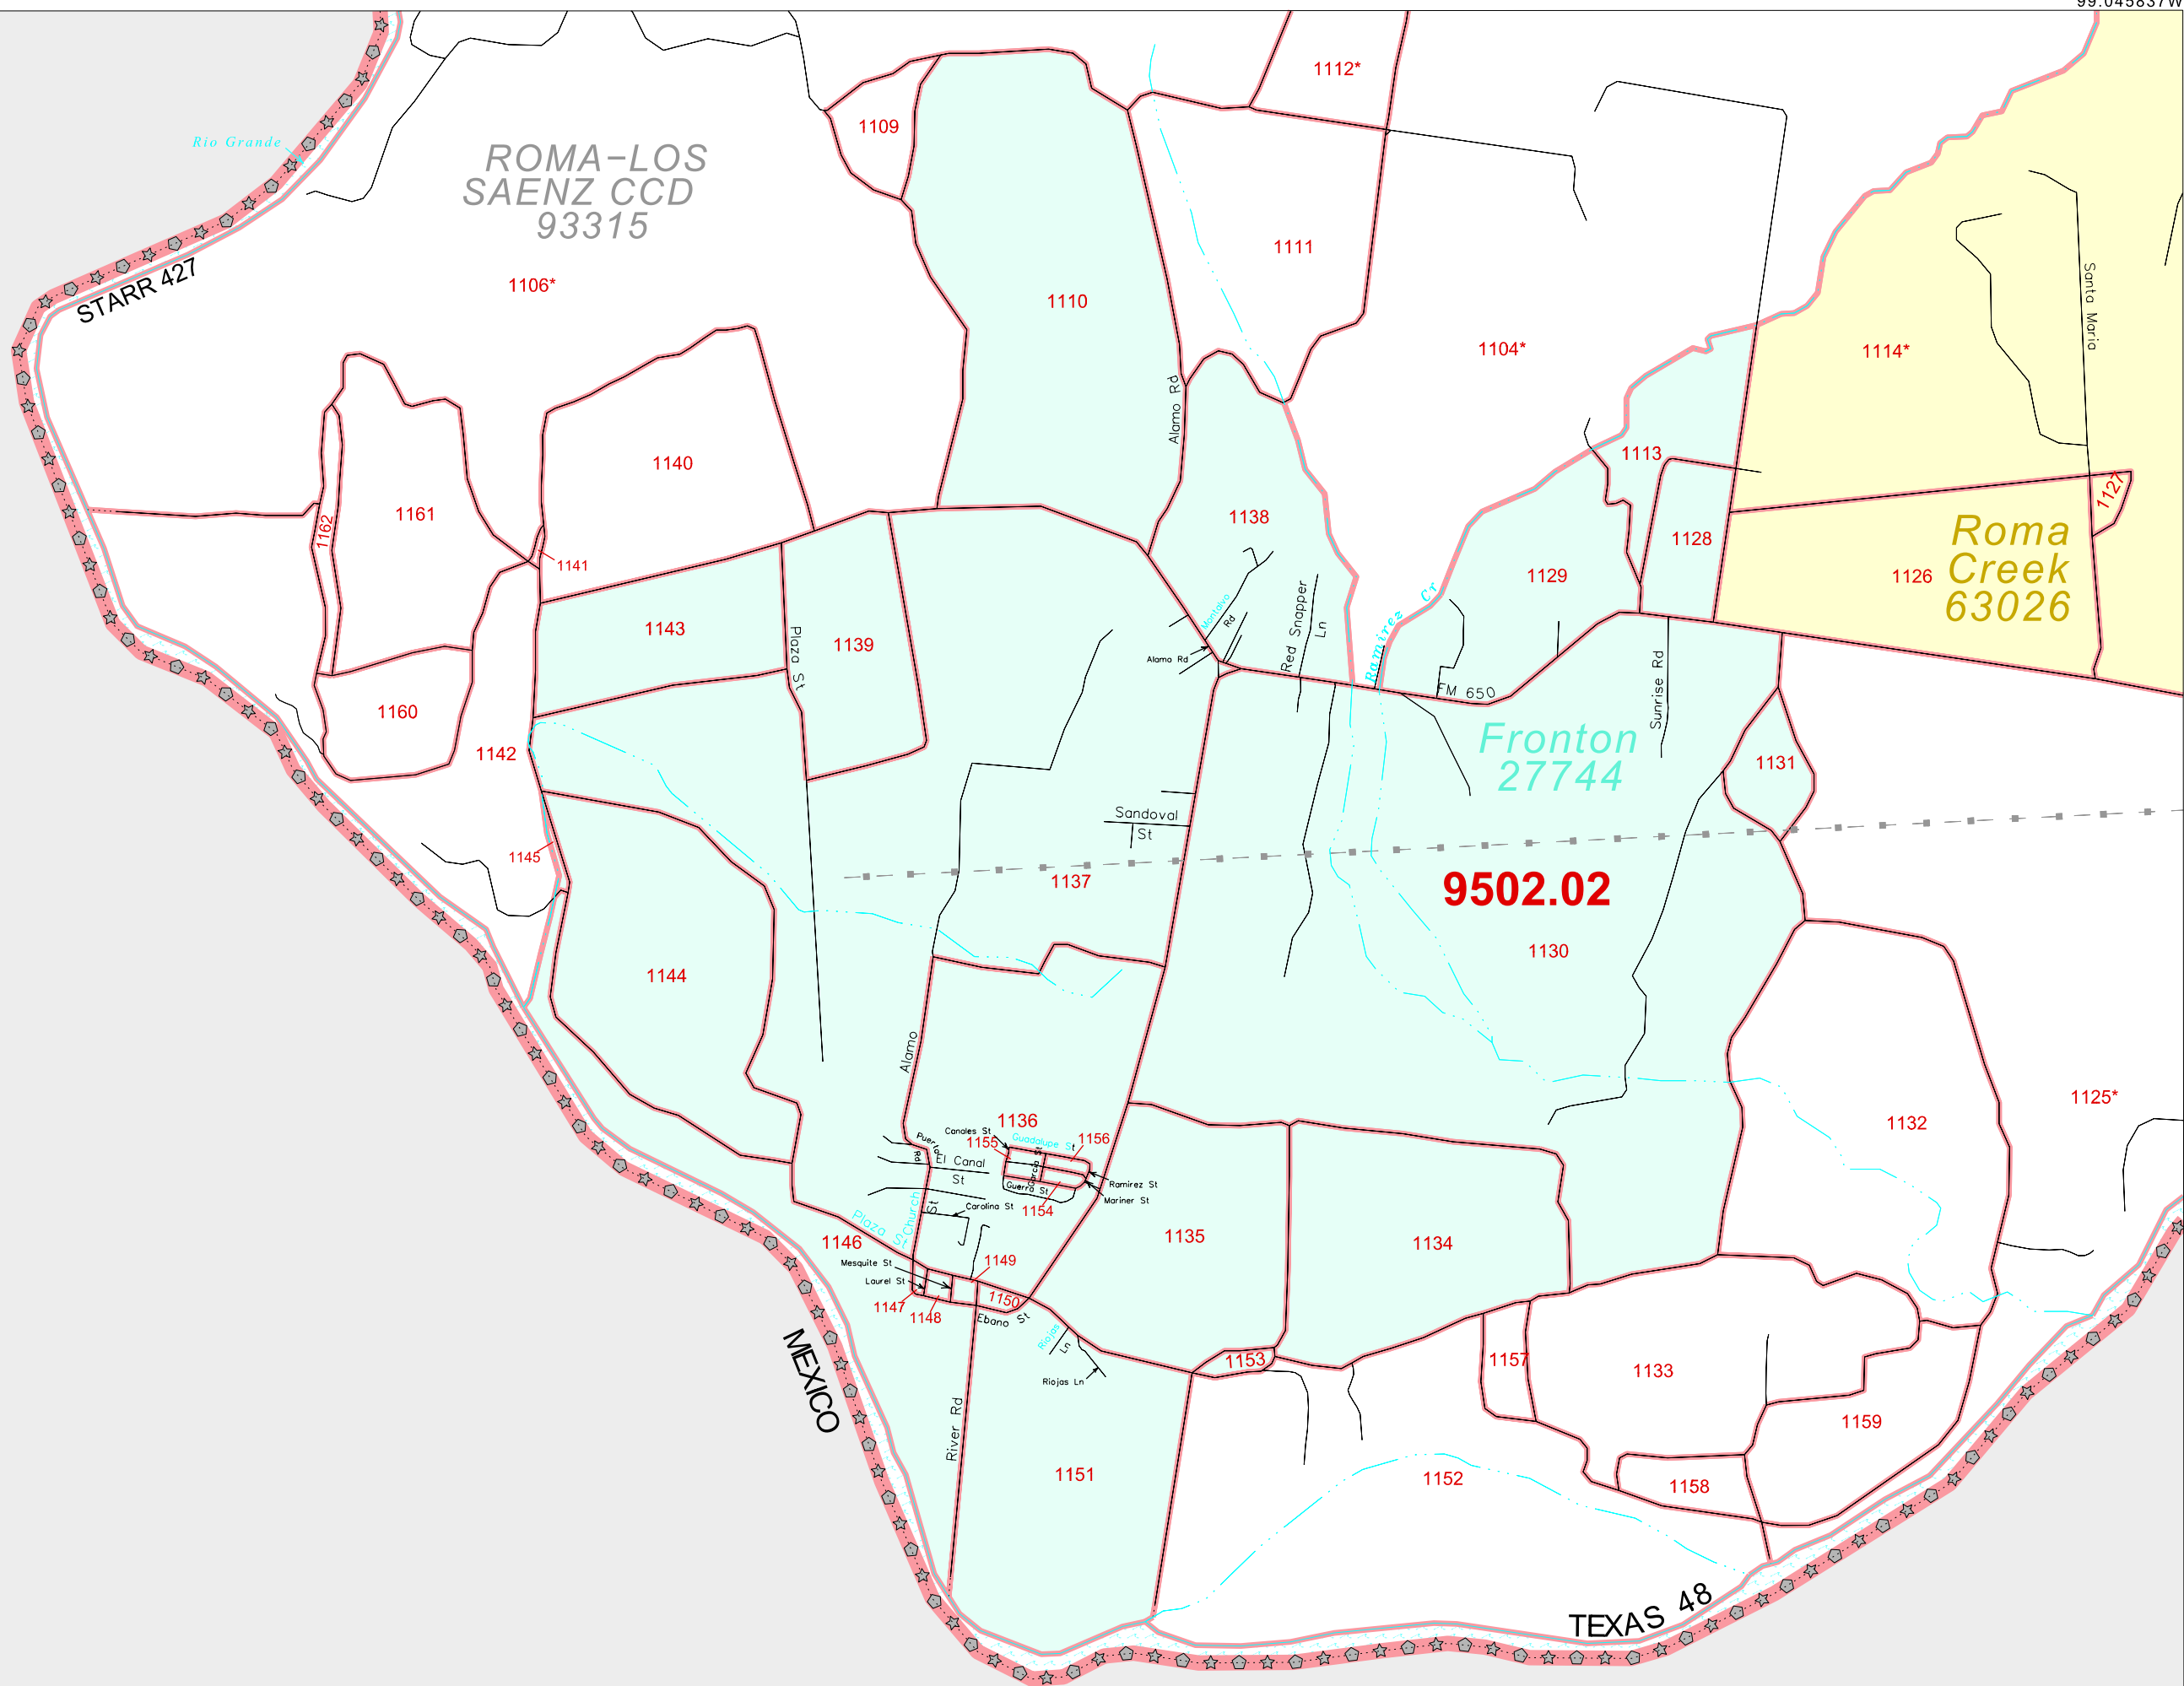 99.045837W
1112*
1109
Rio Grande
ROMA-LOS
SAENZ CCD
93315
1111
STARR 427
1106*
1110
Santa Maria
1104*
1114*
Alamo Rd
1140
1113
1127
1161
1162
1138
1128
Roma
Creek
63026
1141
1129
1126
Montalvo
Rd
Red Snapper
Ln
Ramirez Cr
1143
Plaza St
1139
Alamo Rd
FM 650
Sunrise Rd
1160
1142
Fronton
27744
1131
Sandoval
St
1145
1137
9502.02
1130
1144
Alamo
1125*
1136
1132
Canales St
Guadalupe St
1155
1156
Puerto
Rd
El Canal
St
Garcia St
Guerra St
Ramirez St
Mariner St
1154
Church
St
Carolina St
Plaza
St
1146
1135
1134
Mesquite St
1149
Laurel St
1147
1148
1150
Ebano St
Riojas
Ln
Riojas Ln
1153
1157
1133
MEXICO
River Rd
1159
1151
1152
1158
TEXAS 48